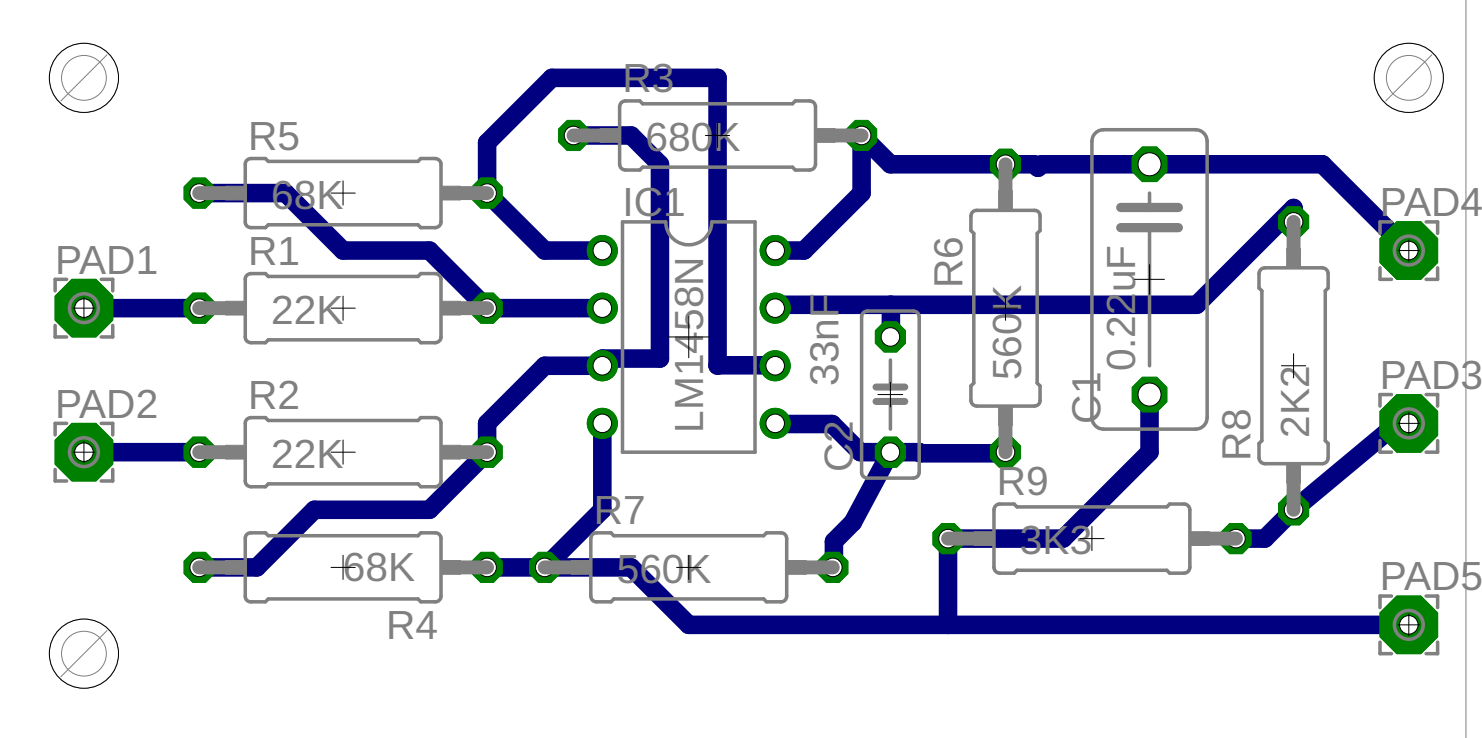 R3
680K
R5
68K
IC1
PAD4
R1
22K
PAD1
R6
560K
0.22uF
C1
LM1458N
33nF
C2
PAD3
R2
22K
PAD2
2K2
R8
R9
3K3
R7
560K
68K
R4
PAD5